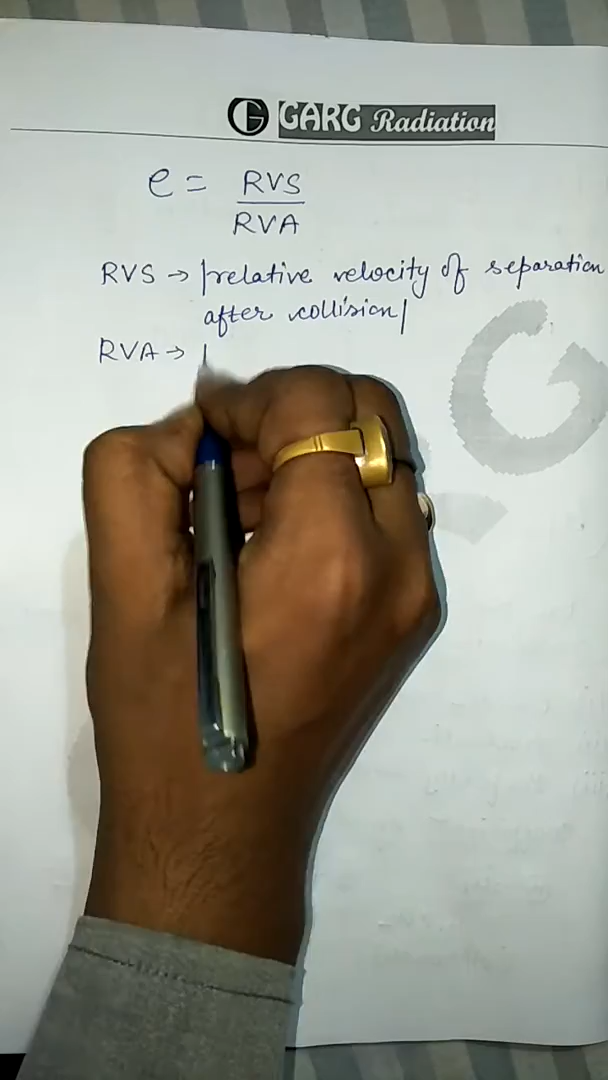 G GARG Radiation
e = RVS
RVA
RVS → |relative velocity of separation
after collision|
RVA → |